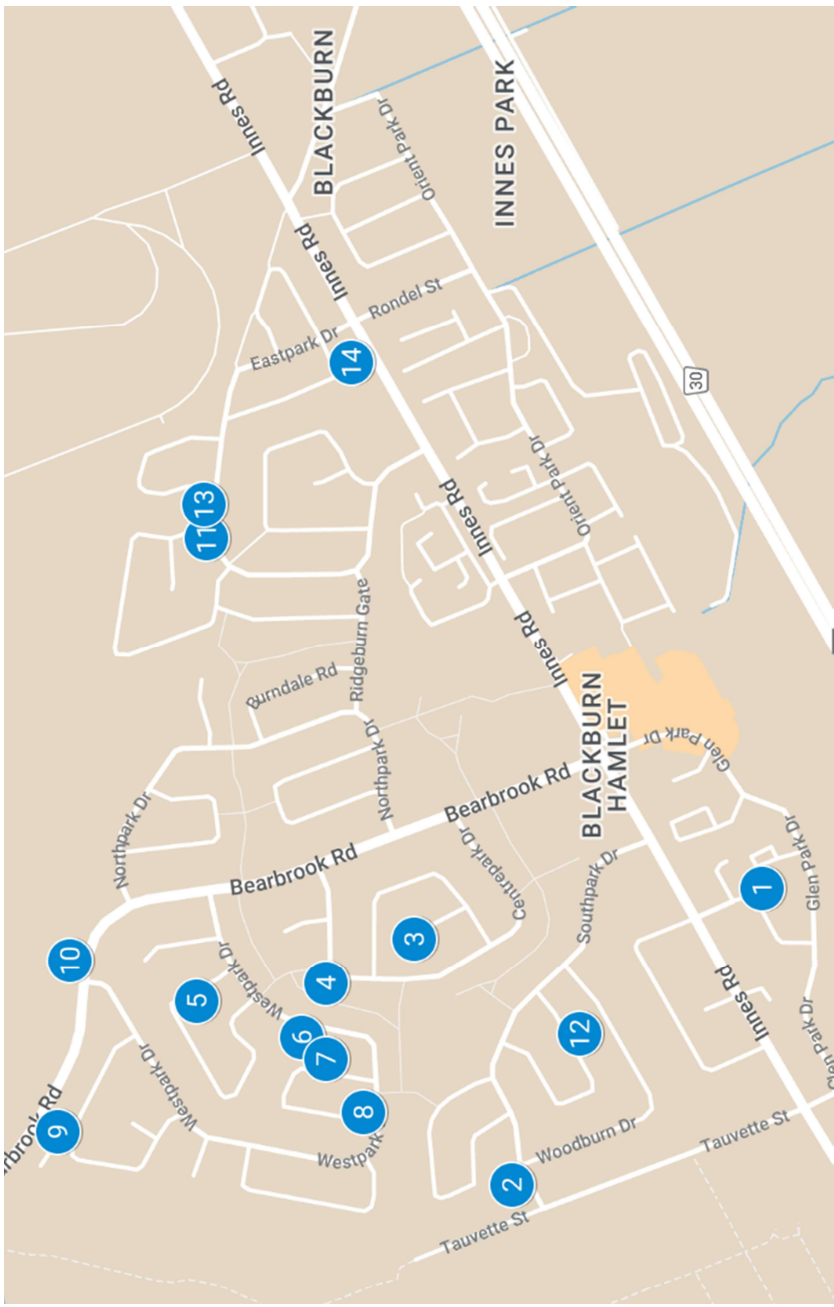 Innes Rd
BLACKBURN
INNES PARK
Orient Park Dr
Innes Rd
Rondel St
Eastpark Dr
14
30
13
11
Innes Rd
Orient Park Dr
Ridgeburn Gate
Burndale Rd
Innes Rd
BLACKBURN
HAMLET
Glen Park Dr
Northpark Dr
Northpark Dr
Bearbrook Rd
Bearbrook Rd
Centrepark Dr
Southpark Dr
Glen Park Dr
1
10
3
Westpark Dr
4
5
6
7
12
Innes Rd
Glen Park Dr
8
9
Westpark Dr
Westpark
arbrook Rd
Woodburn Dr
Tauvette St
2
Tauvette St